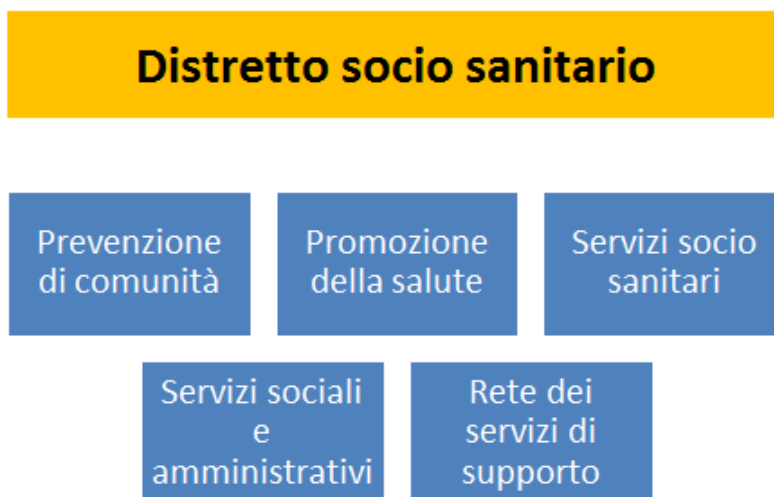 Distretto socio sanitario
Prevenzione
di comunità
Promozione
della salute
Servizi socio
sanitari
Servizi sociali
e
amministrativi
Rete dei
servizi di
supporto